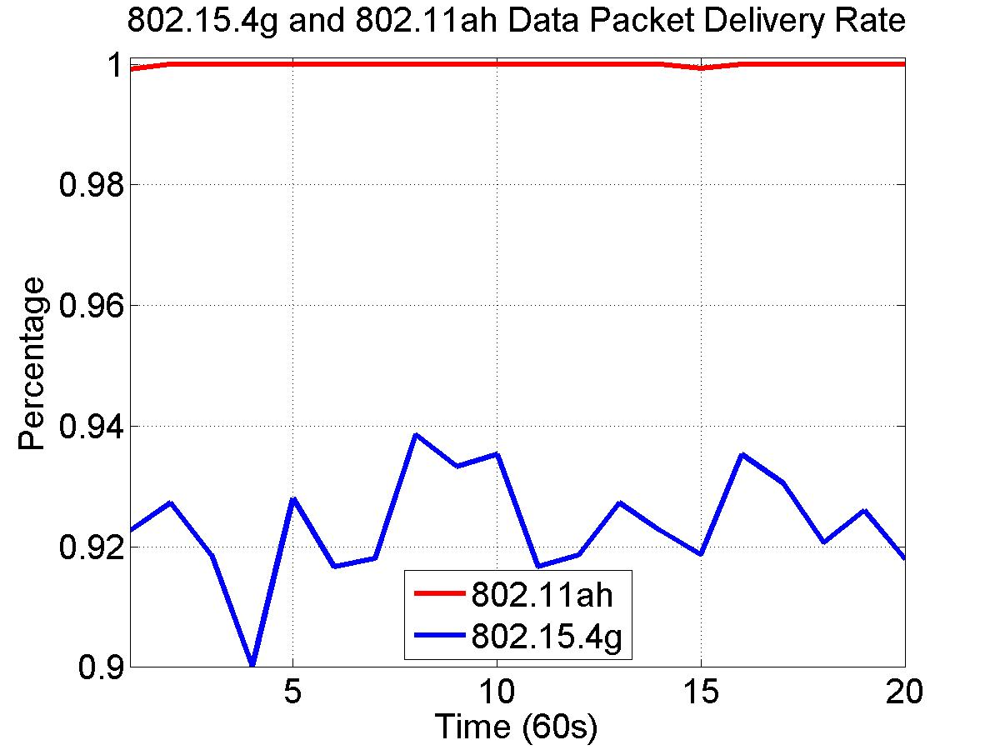 802.15.4g and 802.11ah Data Packet Delivery Rate
1
0.98
0.96
0.94
0.92
0.9
Percentage
802.11ah
802.15.4g
5 10 15 20
Time (60s)